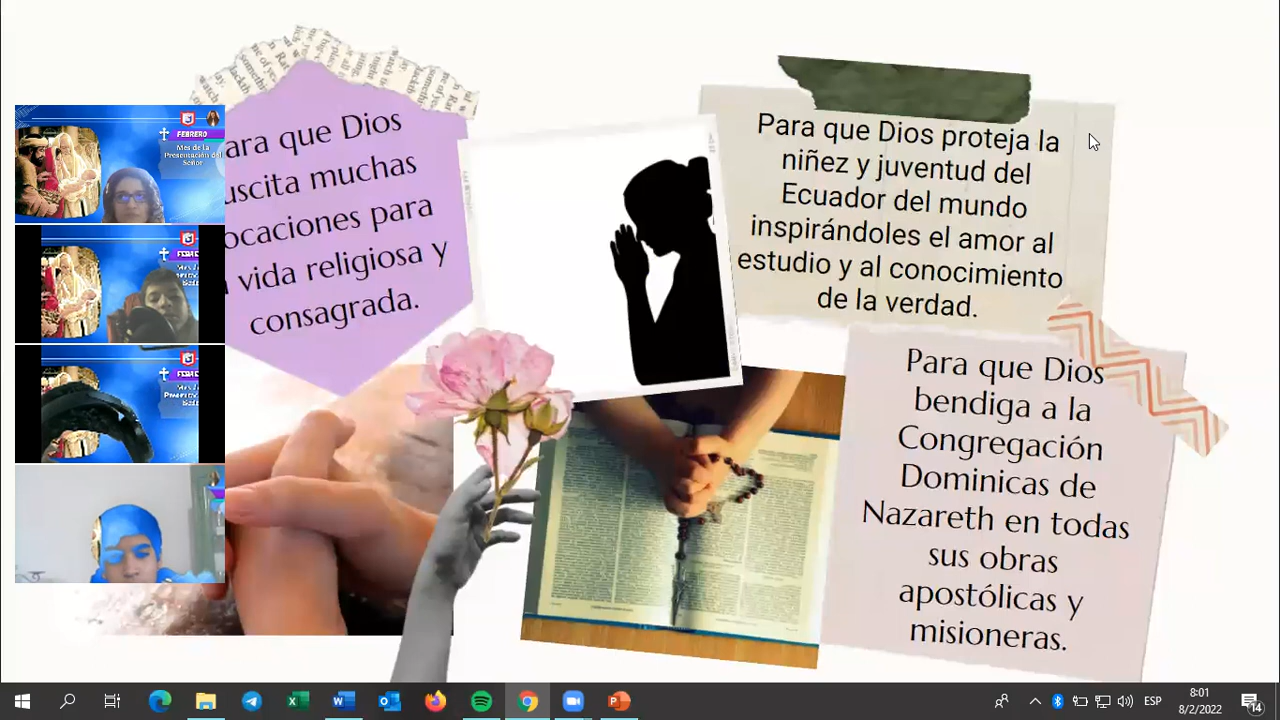 FEBRERO
Mes de la
Presentación del
Señor
ara que Dios
uscita muchas
ocaciones para
vida religiosa y
consagrada.
Para que Dios proteja la
niñez y juventud del
Ecuador del mundo
inspirándoles el amor al
estudio y al conocimiento
de la verdad.
Para que Dios
bendiga a la
Congregación
Dominicas de
Nazareth en todas
sus obras
apostólicas y
misioneras.
ESP
8:01
8/2/2022
14